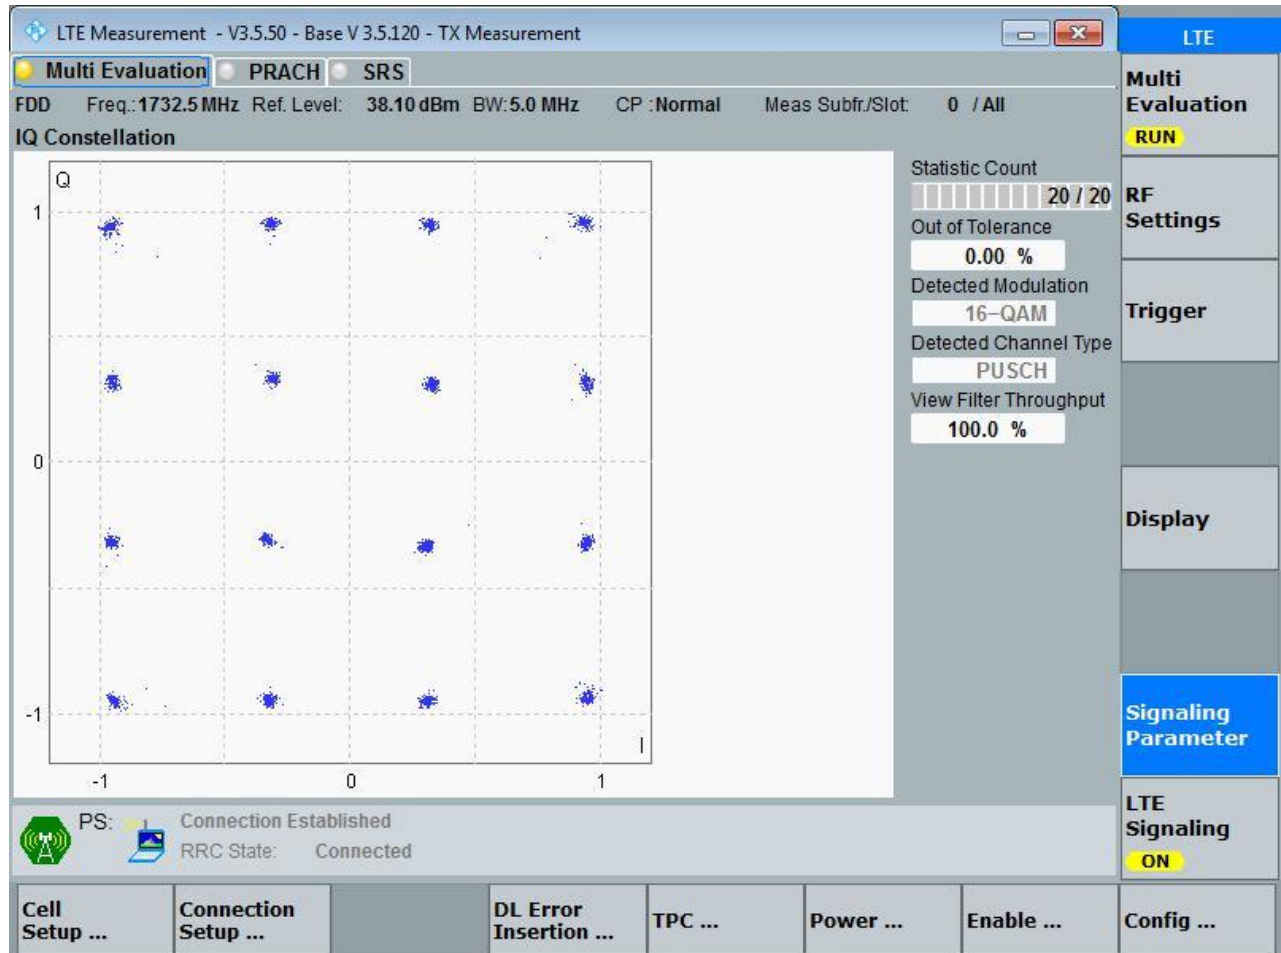 LTE Measurement - V3.5.50 - Base V 3.5.120 - TX Measurement
LTE
Multi Evaluation PRACH SRS
FDD Freq.: 1732.5 MHz Ref. Level: 38.10 dBm BW: 5.0 MHz CP : Normal Meas Subfr./Slot: 0 / All
IQ Constellation
Statistic Count
20 / 20
Out of Tolerance
0.00 %
Detected Modulation
16-QAM
Detected Channel Type
PUSCH
View Filter Throughput
100.0 %
Q
1
0
-1
I
-1 0 1
PS: Connection Established
RRC State: Connected
Multi
Evaluation
RUN
RF
Settings
Trigger
Display
Signaling
Parameter
LTE
Signaling
ON
Cell
Setup ...
Connection
Setup ...
DL Error
Insertion ...
TPC ...
Power ...
Enable ...
Config ...